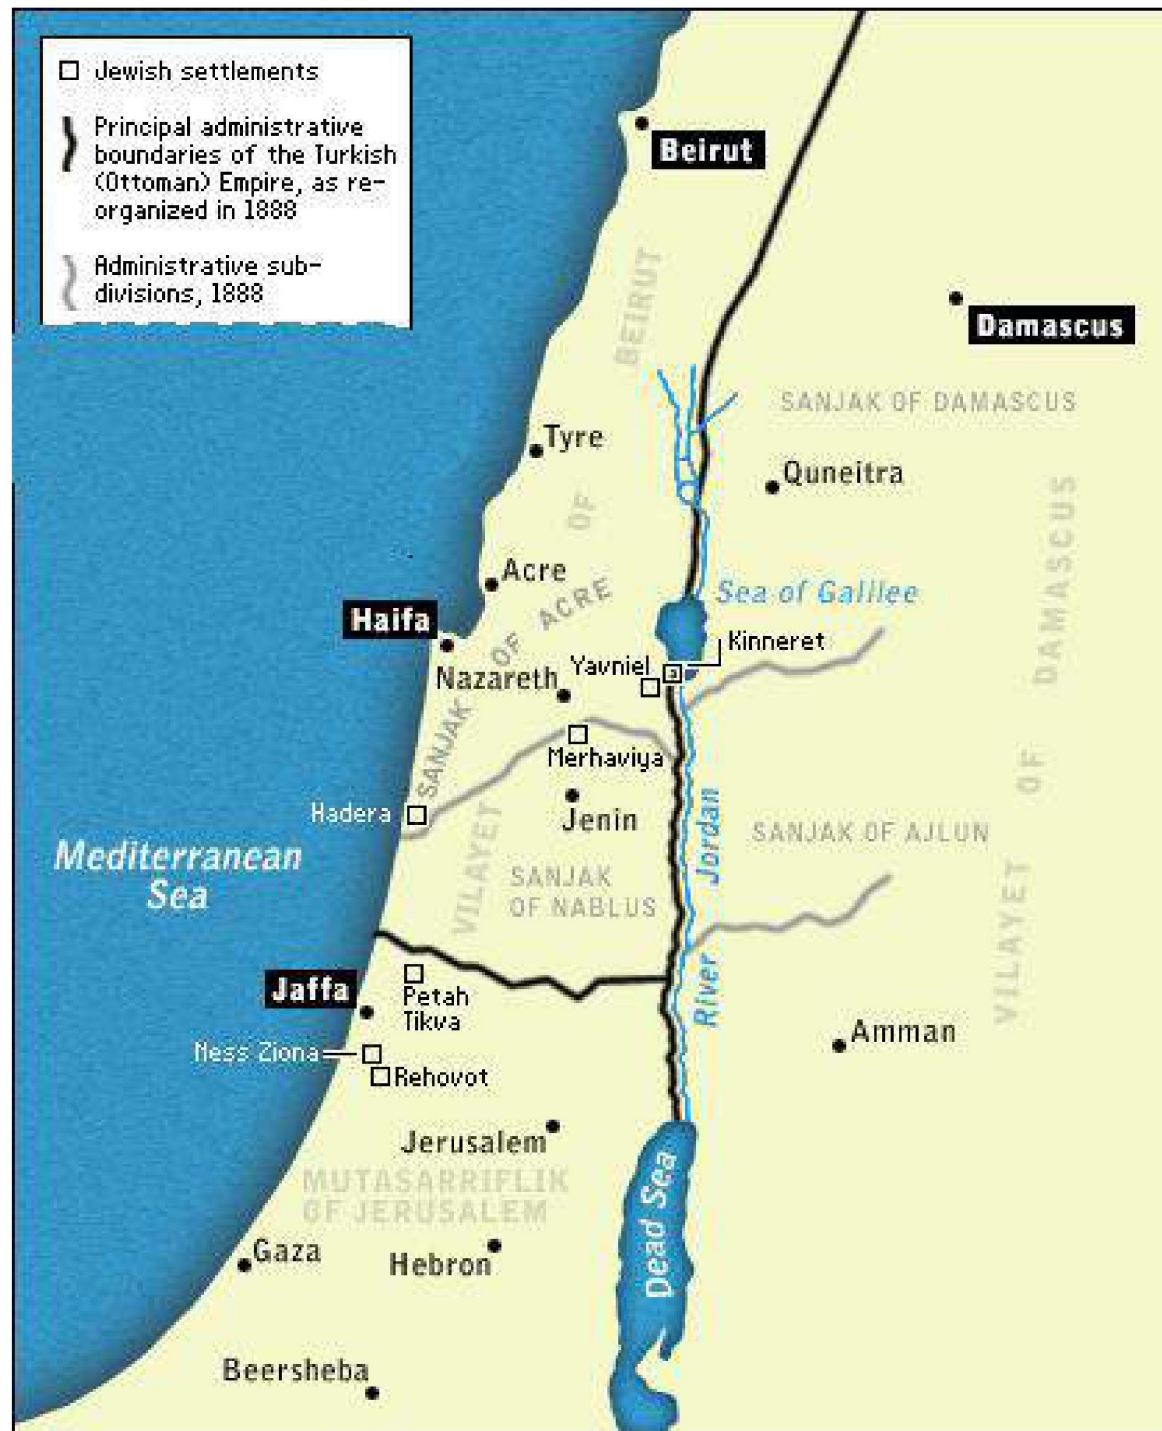 Jewish settlements
Principal administrative
boundaries of the Turkish
(Ottoman) Empire, as re-
organized in 1888
Administrative sub-
divisions, 1888
Beirut
BEIRUT
Damascus
SANJAK OF DAMASCUS
Tyre
Quneitra
OF
DAMASCUS
Acre
Sea of Galilee
Haifa
SANJAK OF ACRE
Kinneret
Yavniel
Nazareth
Merhaviya
OF
Hadera
Jenin
River Jordan
SANJAK OF AJLUN
Mediterranean
Sea
VILAYET
SANJAK
OF NABLUS
VILAYET
Jaffa
Petah
Tikva
Amman
Ness Ziona
Rehovot
Jerusalem
MUTASARRIFLIK
OF JERUSALEM
Dead Sea
Gaza
Hebron
Beersheba